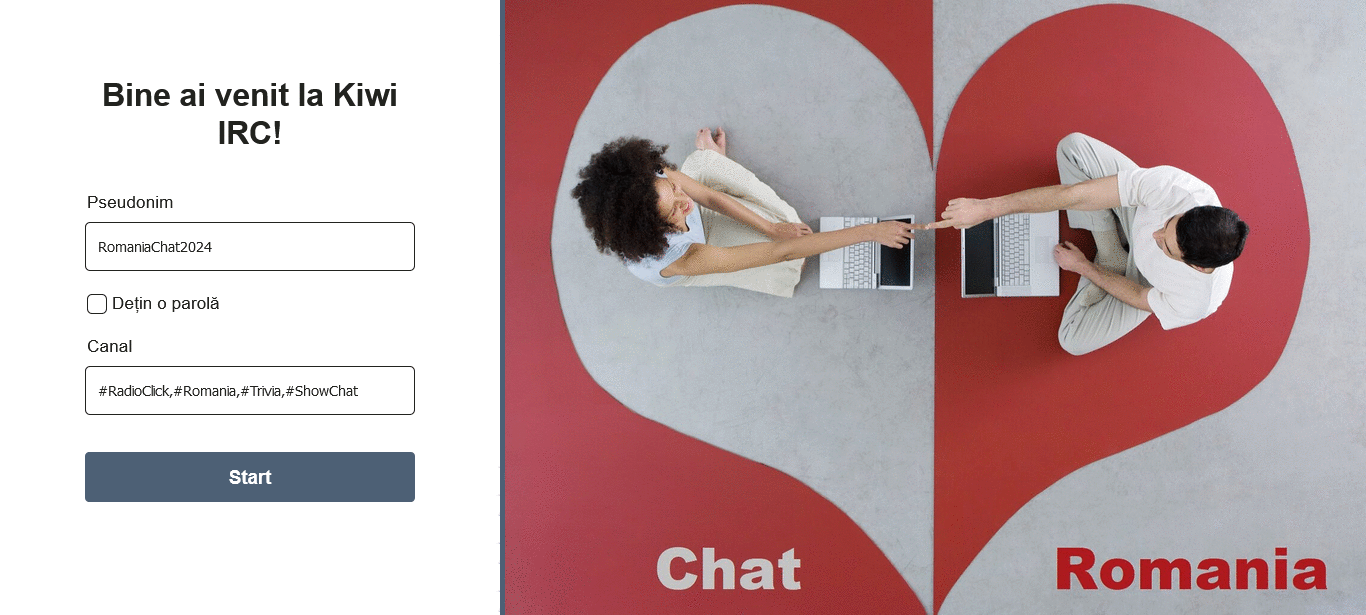 Bine ai venit la Kiwi
IRC!
Pseudonim
RomaniaChat2024
Dețin o parolă
Canal
#RadioClick,#Romania,#Trivia,#ShowChat
Start
Chat
Romania